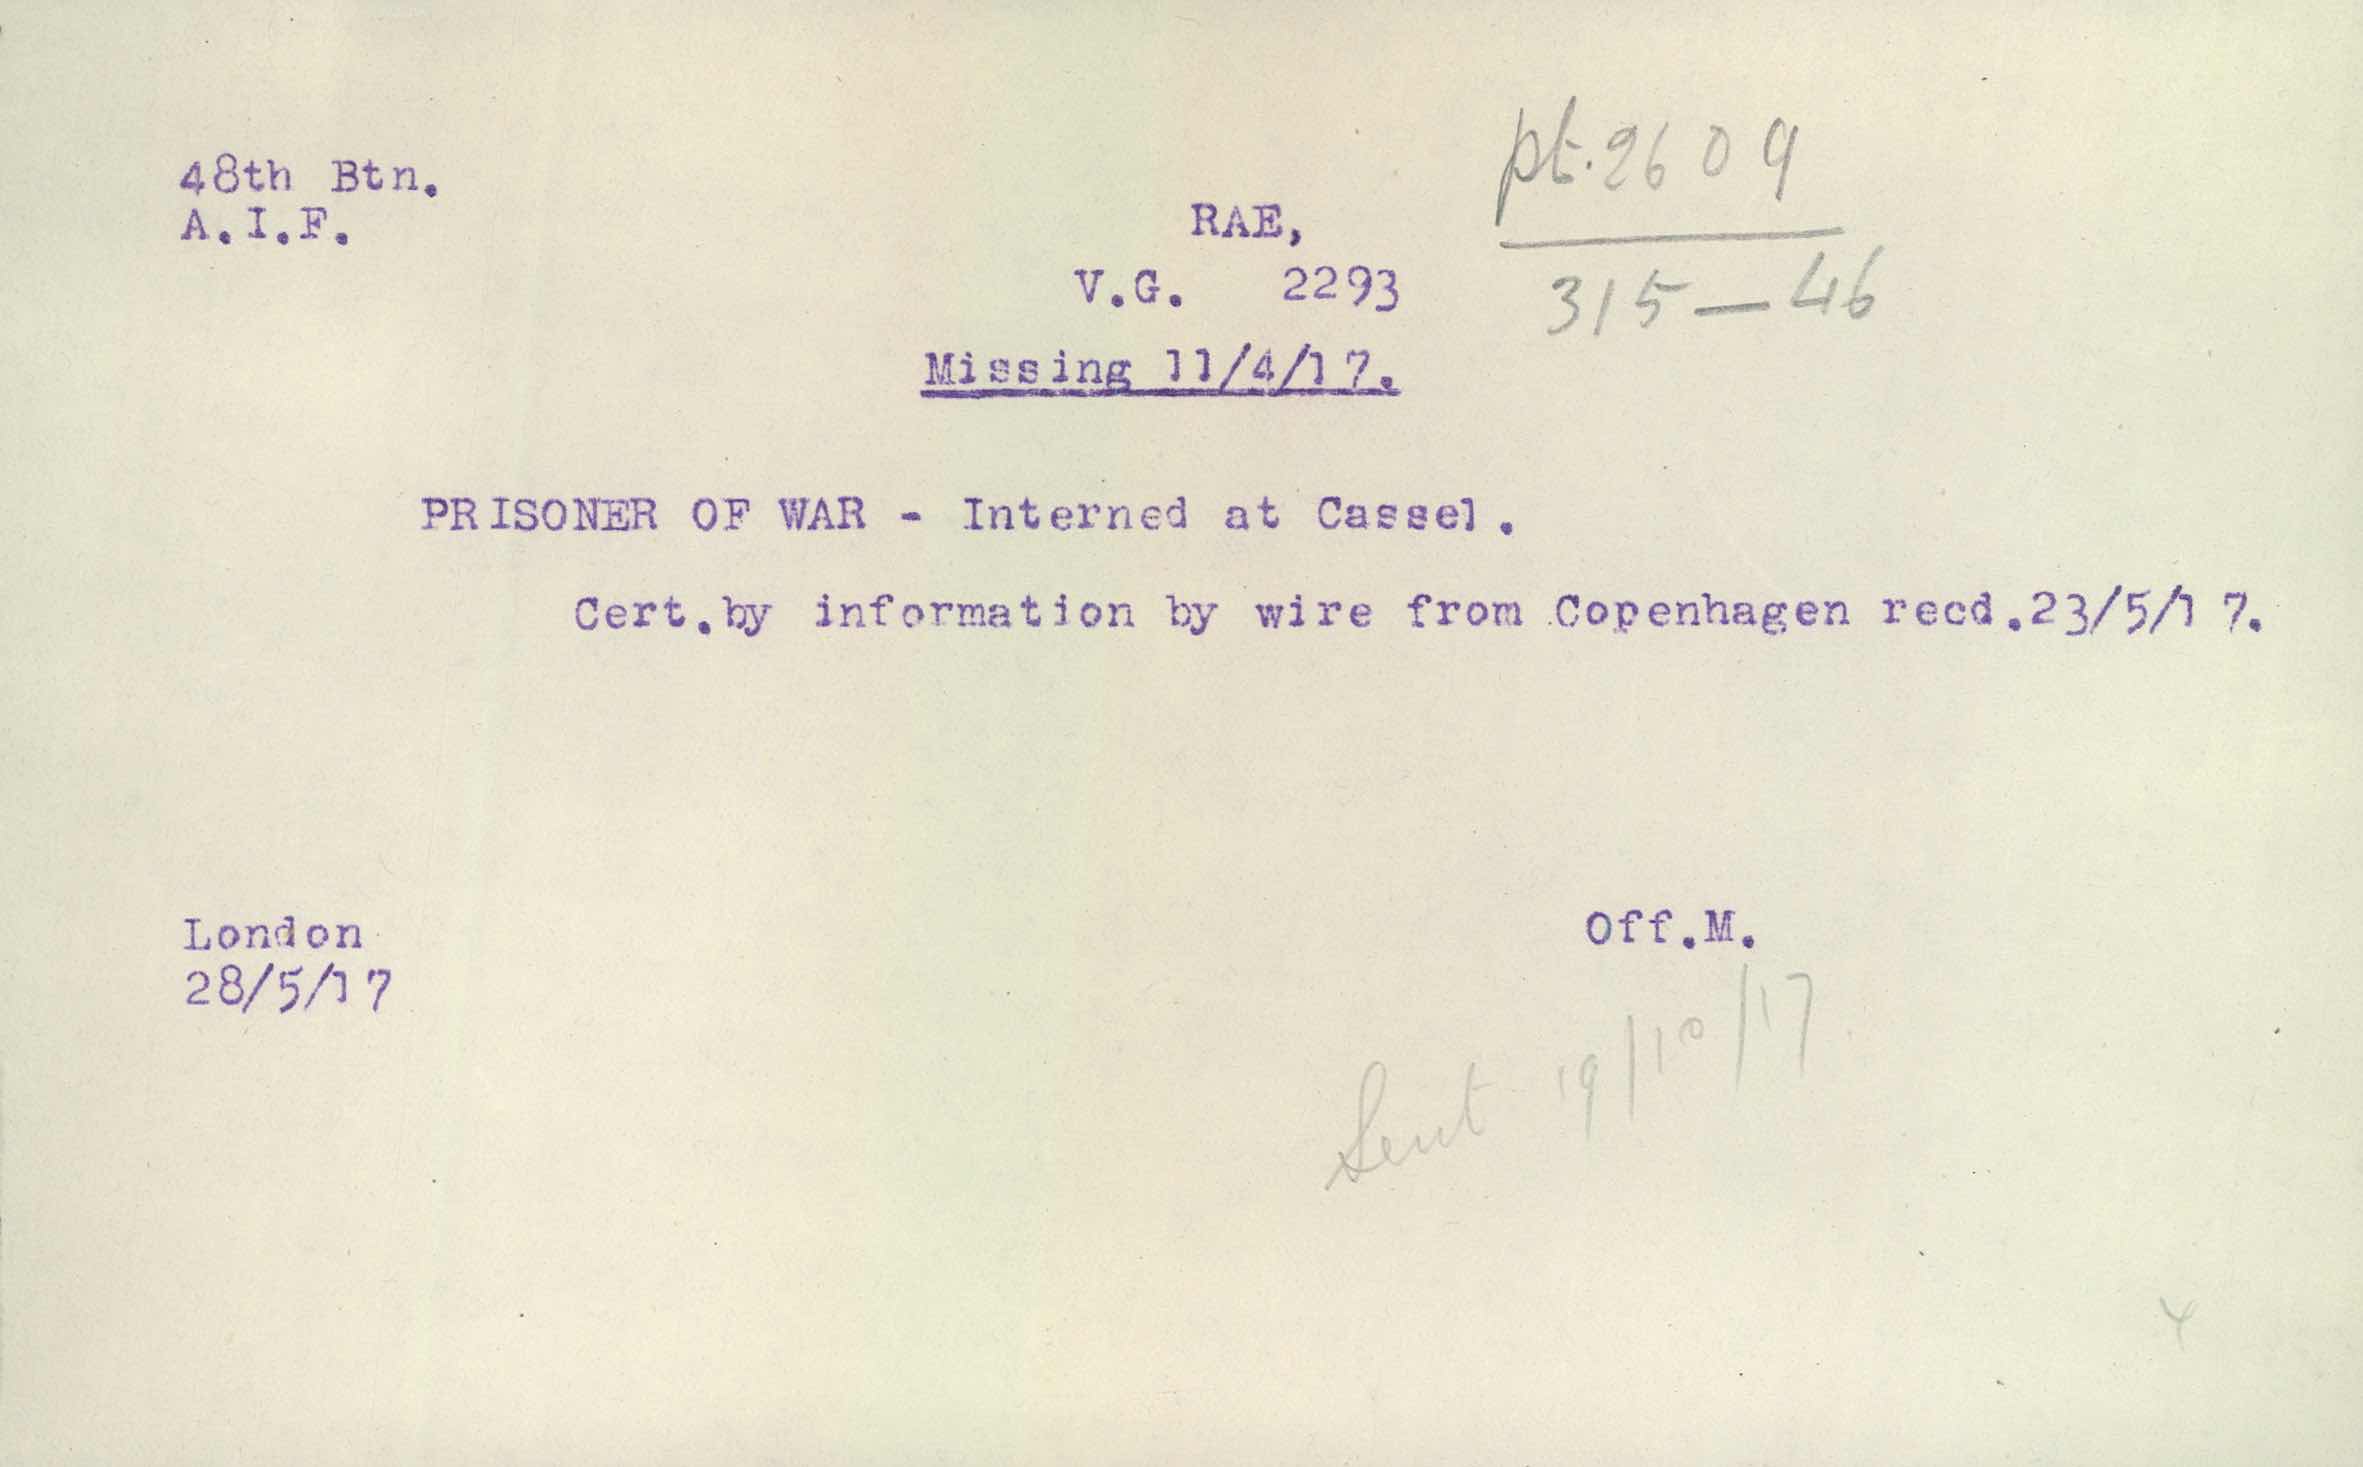 48th Btn.
A.I.F.
RAE,
V.G. 2293
Missing 11/4/17.
pt. 2609
315-46
PRISONER OF WAR - Interned at Cassel.
Cert.by information by wire from Copenhagen recd.23/5/17.
London
28/5/17
Off.M.
Sent 19/10/17